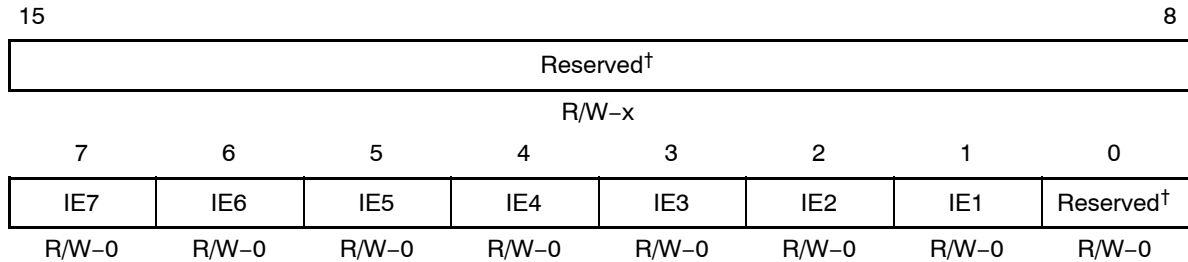 15 8
Reserved†
R/W−x
7 6 5 4 3 2 1 0
IE7 IE6 IE5 IE4 IE3 IE2 IE1 Reserved†
R/W−0 R/W−0 R/W−0 R/W−0 R/W−0 R/W−0 R/W−0 R/W−0